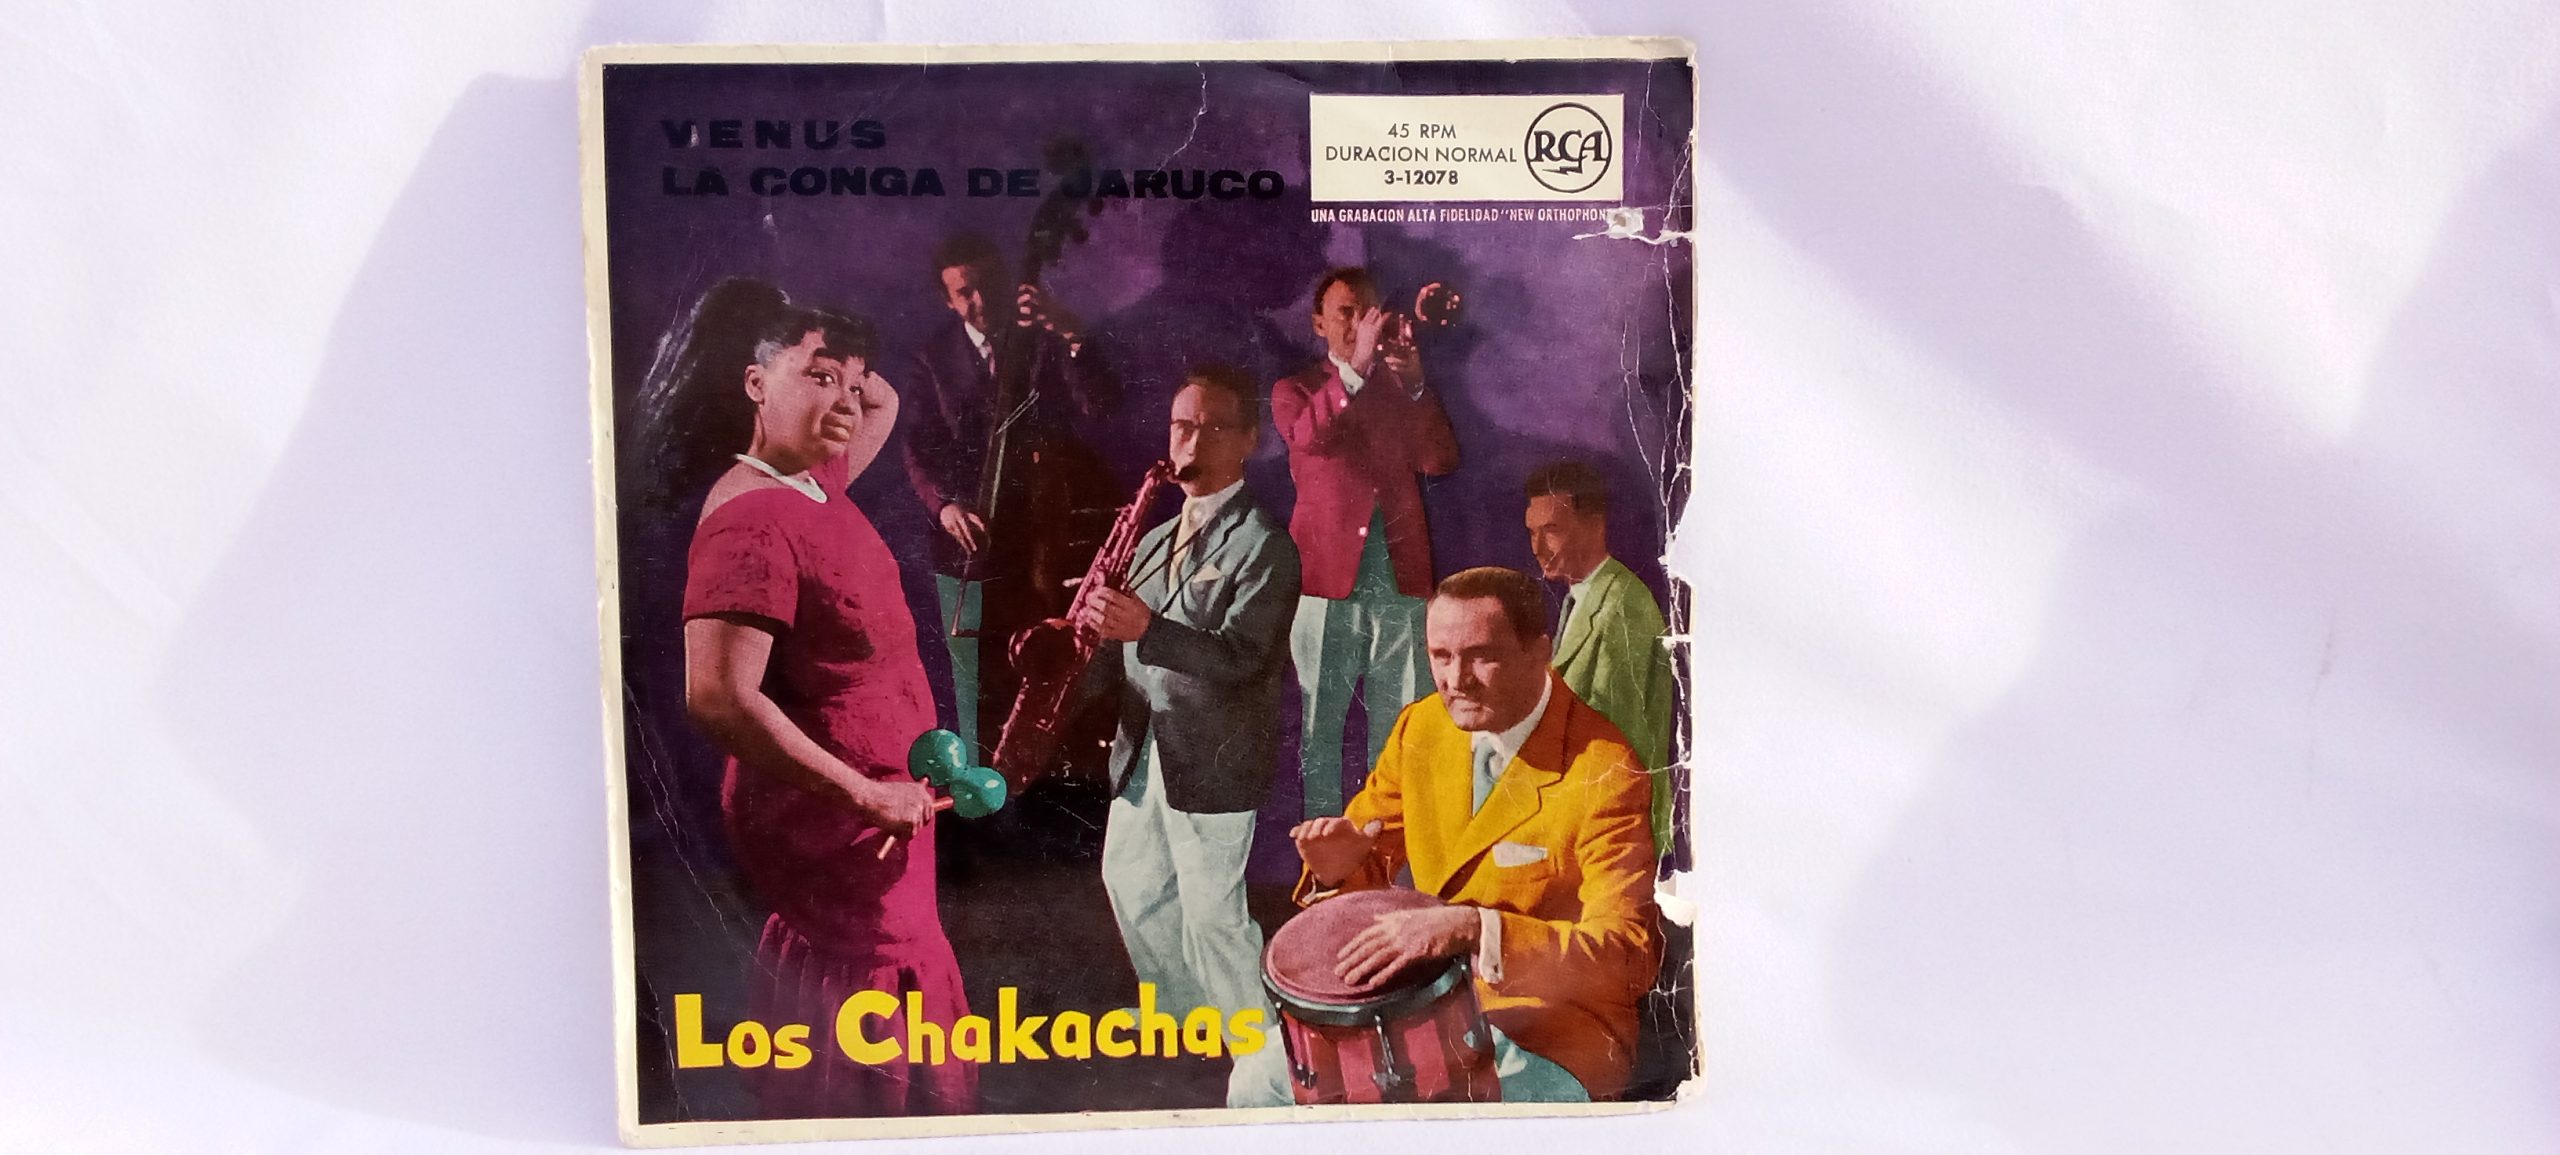 VENUS
LA CONGA DE JARUCO
45 RPM
DURACION NORMAL
3-12078
RCA
UNA GRABACION ALTA FIDELIDAD "NEW ORTHOPHON
Los Chakachas